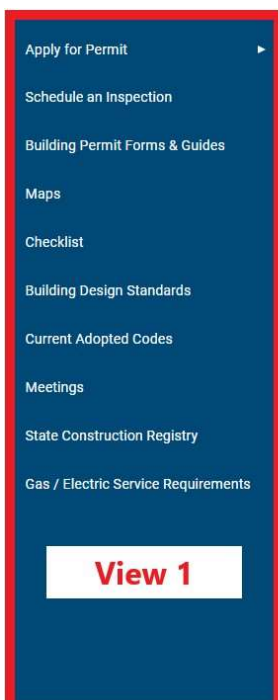 Apply for Permit ►
Schedule an Inspection
Building Permit Forms & Guides
Maps
Checklist
Building Design Standards
Current Adopted Codes
Meetings
State Construction Registry
Gas / Electric Service Requirements
View 1